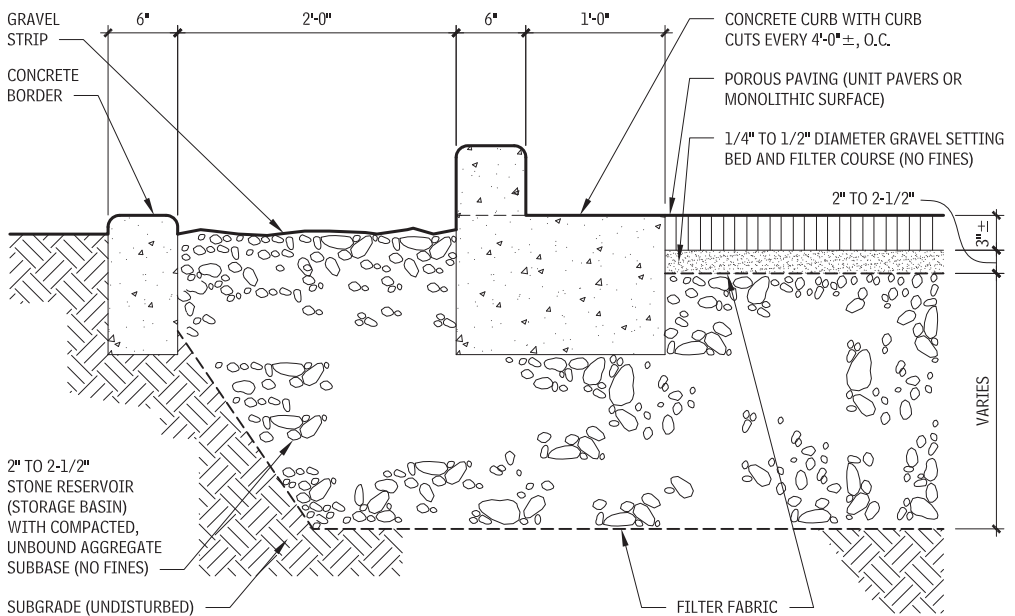 GRAVEL
STRIP
6"
2'-0"
6"
1'-0"
CONCRETE CURB WITH CURB
CUTS EVERY 4'-0"±, O.C.
CONCRETE
BORDER
POROUS PAVING (UNIT PAVERS OR
MONOLITHIC SURFACE)
1/4" TO 1/2" DIAMETER GRAVEL SETTING
BED AND FILTER COURSE (NO FINES)
2" TO 2-1/2"
3"±
VARIES
2" TO 2-1/2"
STONE RESERVOIR
(STORAGE BASIN)
WITH COMPACTED,
UNBOUND AGGREGATE
SUBBASE (NO FINES)
SUBGRADE (UNDISTURBED)
FILTER FABRIC